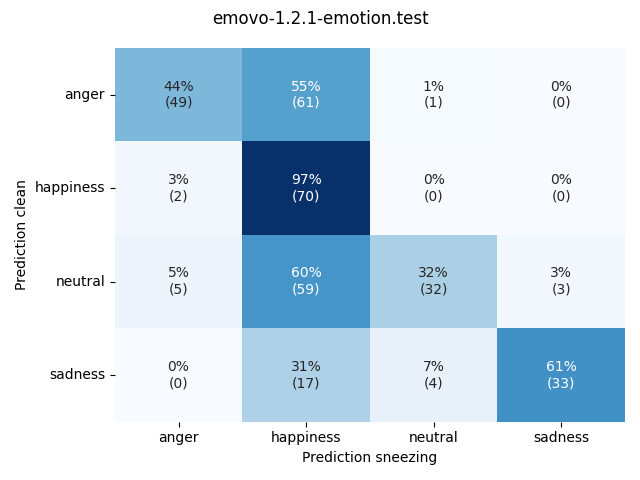 emovo-1.2.1-emotion.test
Prediction clean
anger
44% 55% 1% 0%
(49) (61) (1) (0)
happiness
3% 97% 0% 0%
(2) (70) (0) (0)
neutral
5% 60% 32% 3%
(5) (59) (32) (3)
sadness
0% 31% 7% 61%
(0) (17) (4) (33)
anger happiness neutral sadness
Prediction sneezing